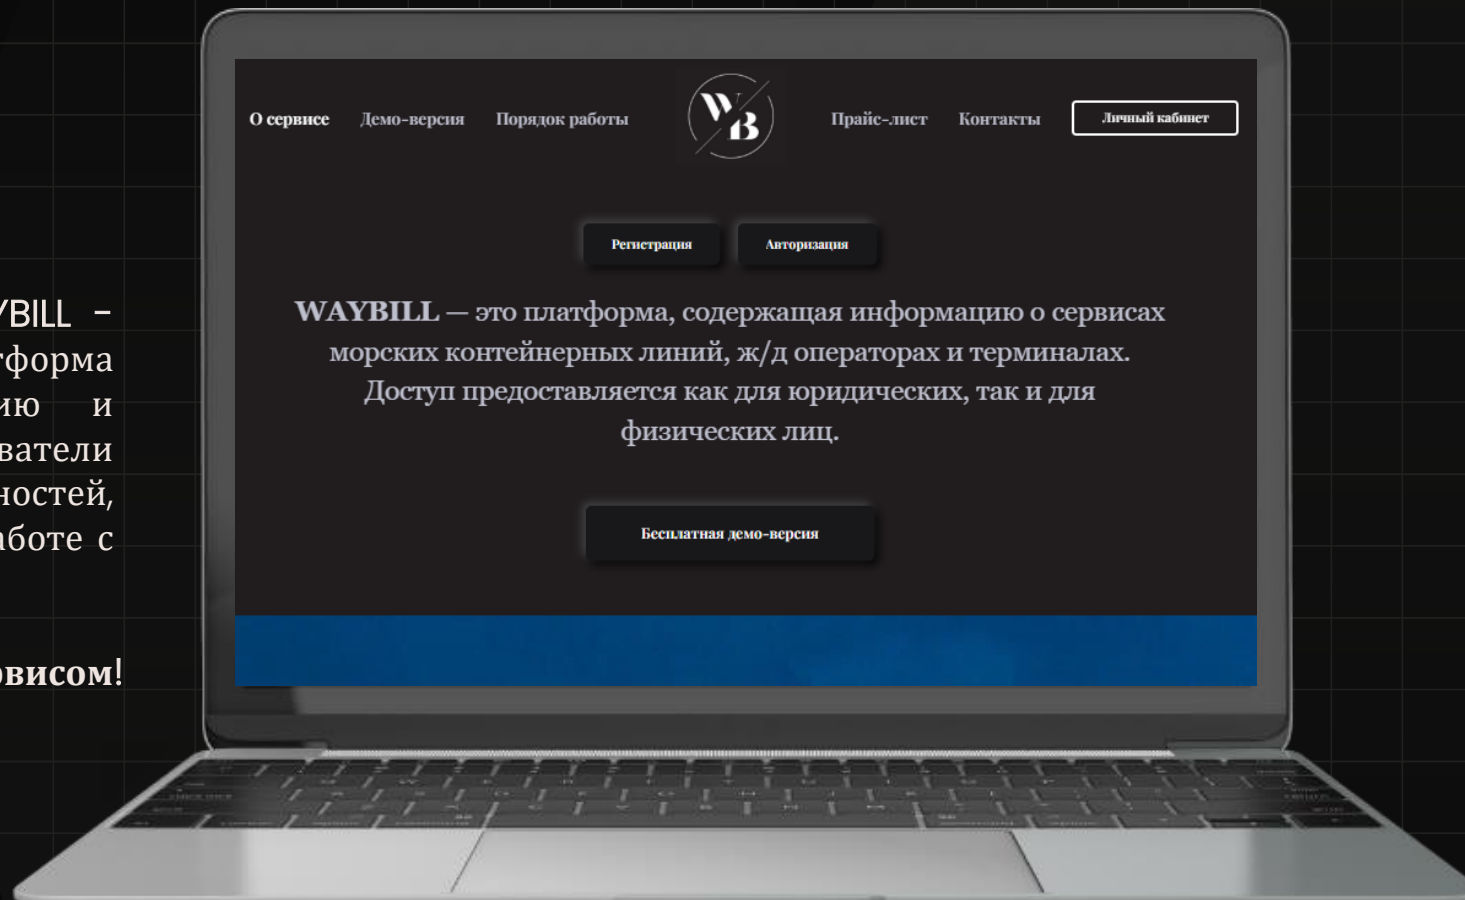 О сервисе Демо-версия Порядок работы WB Прайс-лист Контакты Личный кабинет
Регистрация Авторизация
WAYBILL — это платформа, содержащая информацию о сервисах
морских контейнерных линий, ж/д операторах и терминалах.
Доступ предоставляется как для юридических, так и для
физических лиц.
Бесплатная демо-версия
YBILL –
тформа
ию и
ватели
ностей,
аботе с
рвисом!